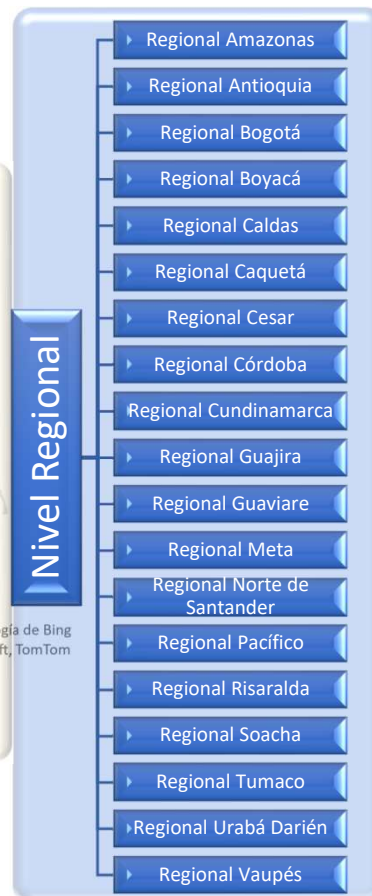 Nivel Regional
Regional Amazonas
Regional Antioquia
Regional Bogotá
Regional Boyacá
Regional Caldas
Regional Caquetá
Regional Cesar
Regional Córdoba
Regional Cundinamarca
Regional Guajira
Regional Guaviare
Regional Meta
Regional Norte de
Santander
Regional Pacífico
Regional Risaralda
Regional Soacha
Regional Tumaco
Regional Urabá Darién
Regional Vaupés
ogía de Bing
ft, TomTom